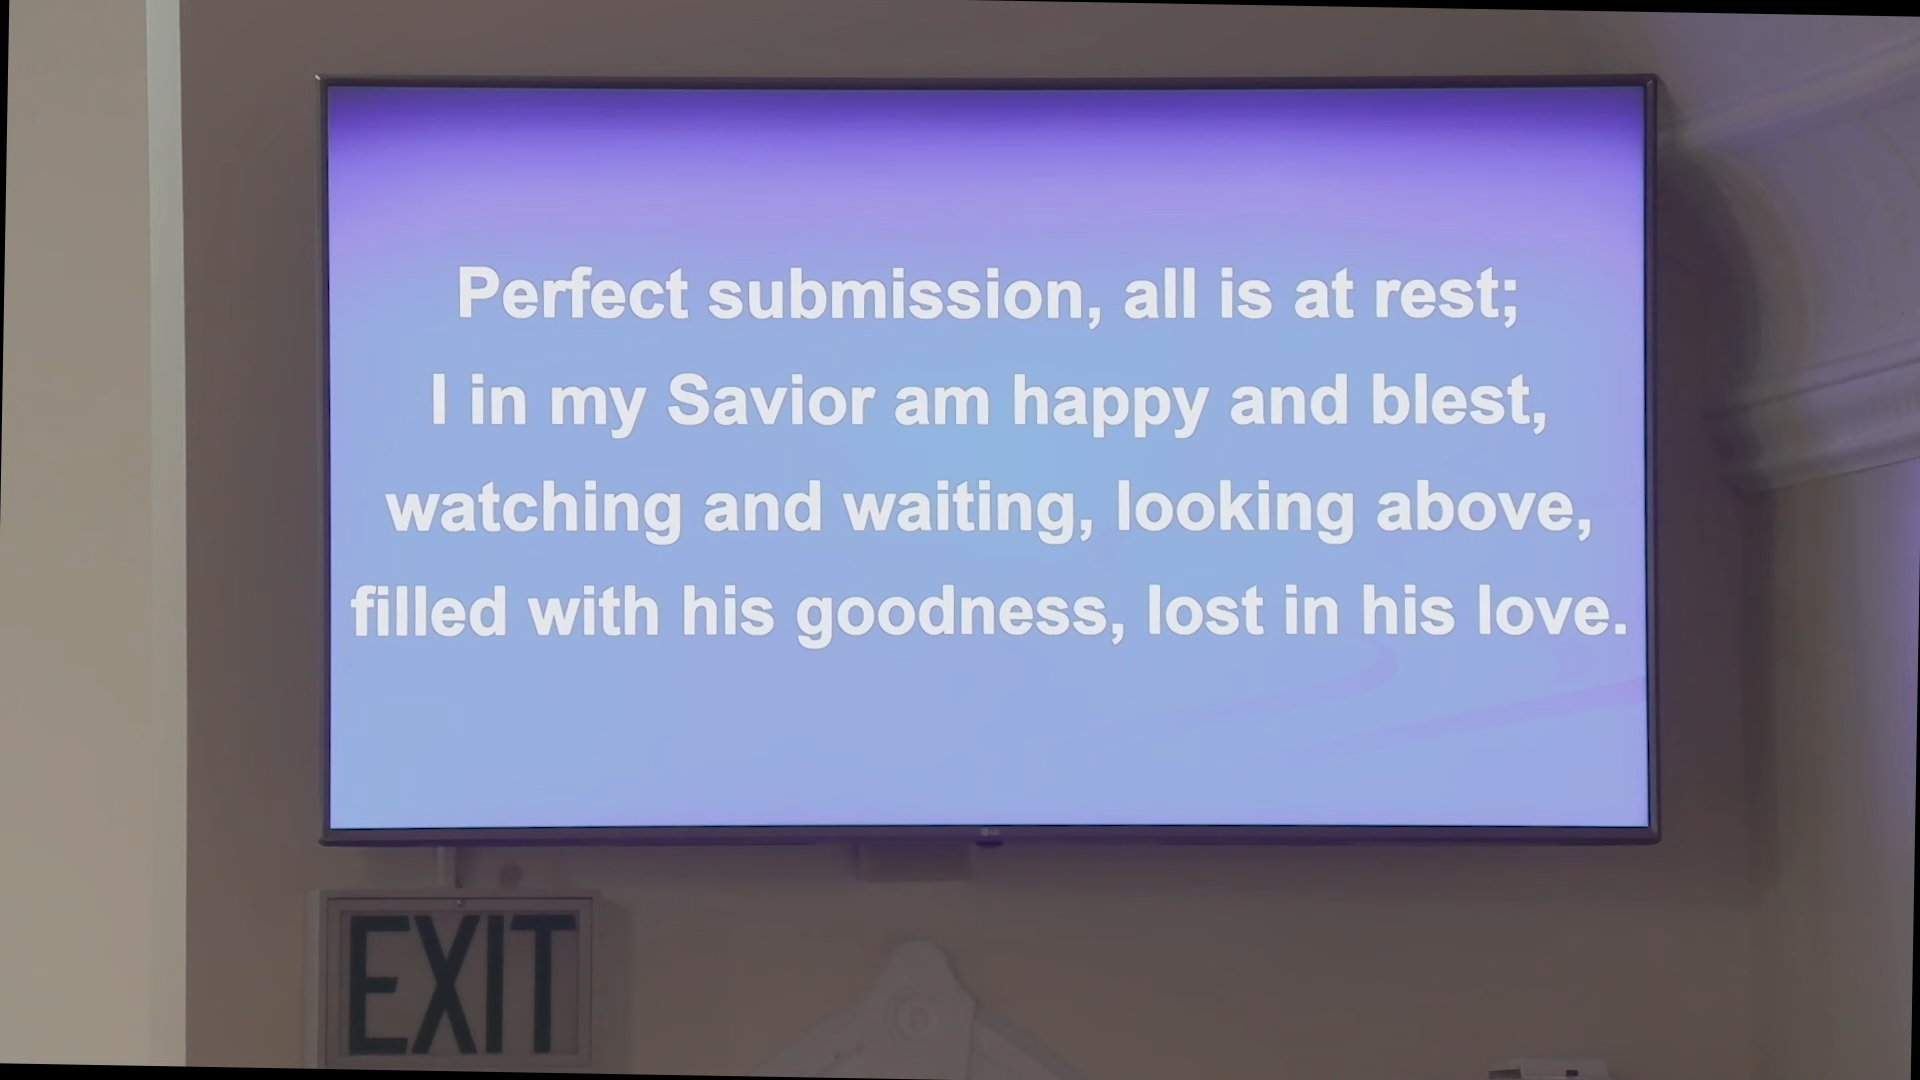 Perfect submission, all is at rest;
I in my Savior am happy and blest,
watching and waiting, looking above,
filled with his goodness, lost in his love.
LG
EXIT